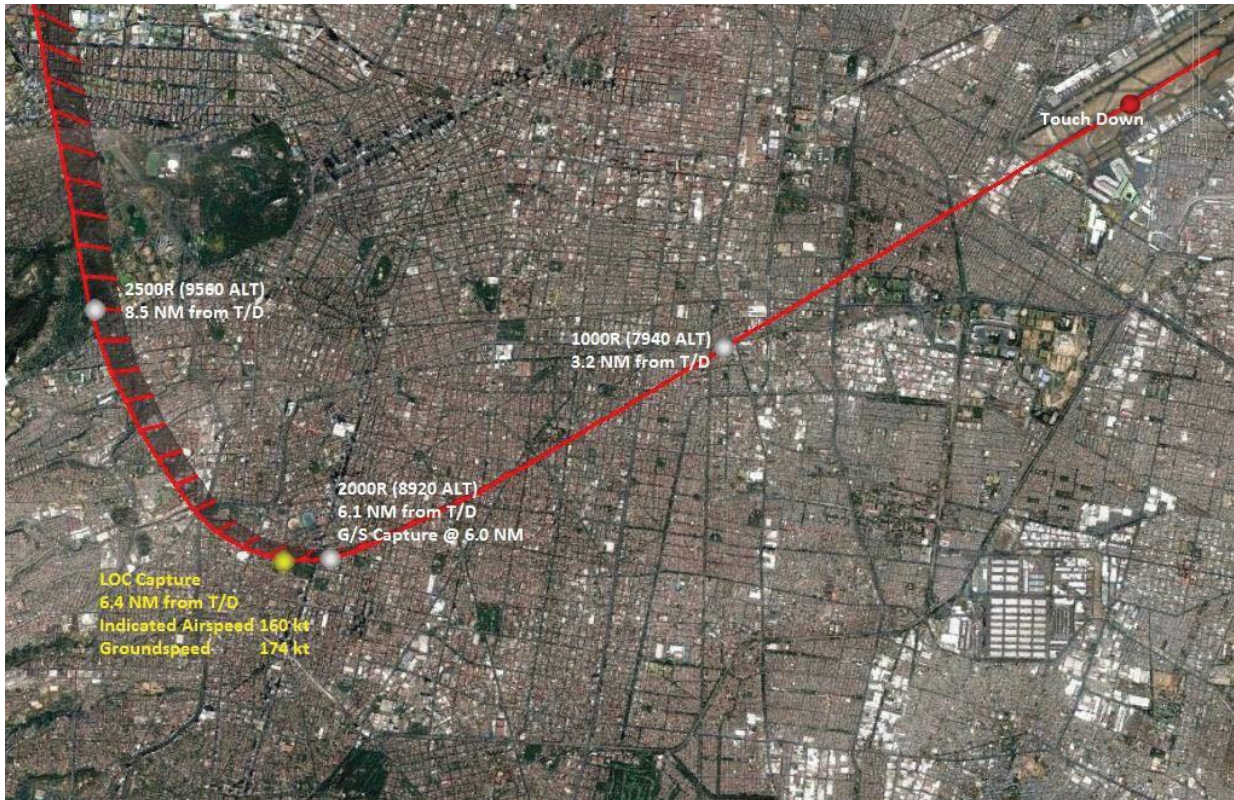 Touch Down
2500R (9560 ALT)
8.5 NM from T/D
1000R (7940 ALT)
3.2 NM from T/D
2000R (8920 ALT)
6.1 NM from T/D
G/S Capture @ 6.0 NM
LOC Capture
6.4 NM from T/D
Indicated Airspeed 160 kt
Groundspeed 174 kt